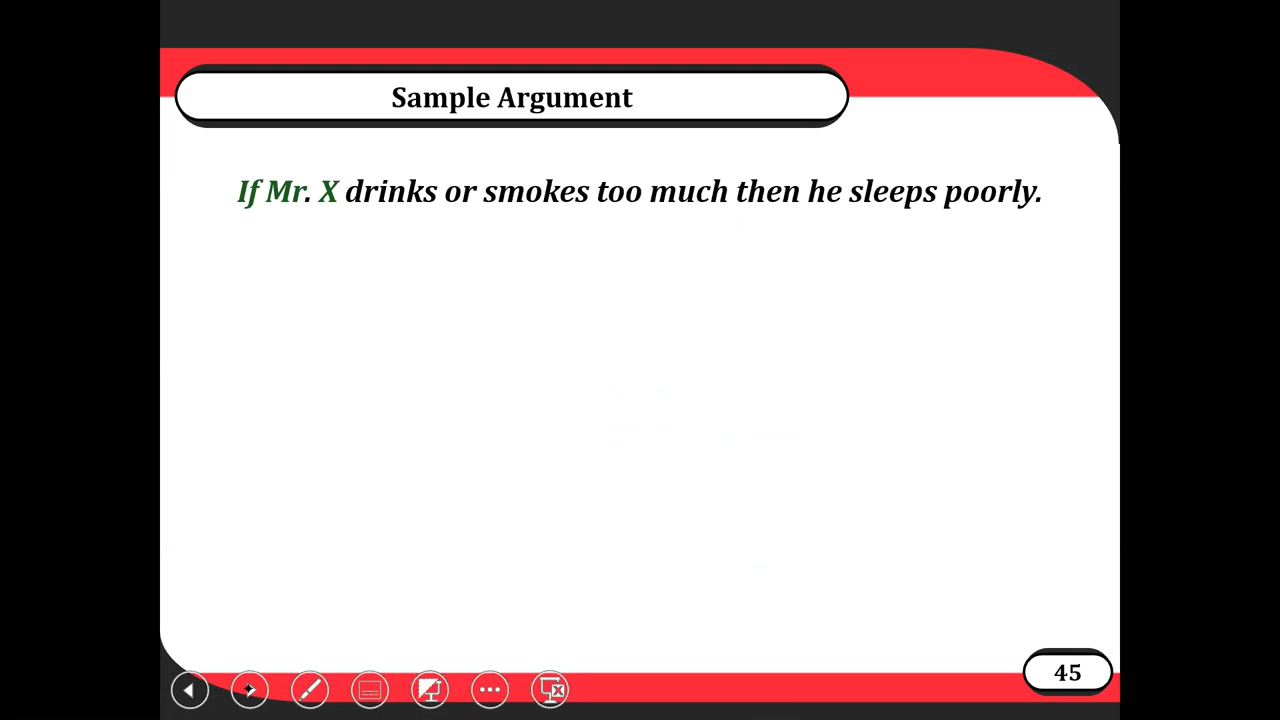 Sample Argument
If Mr. X drinks or smokes too much then he sleeps poorly.
45